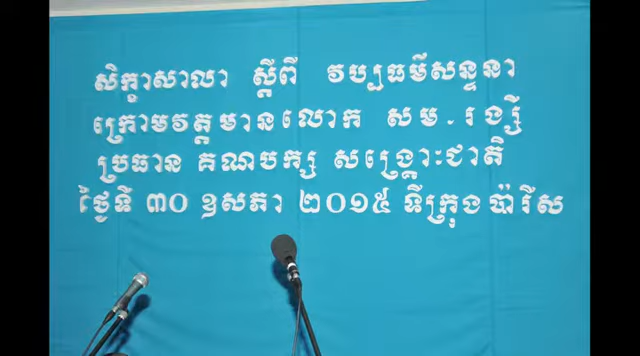 សិក្ខាសាលា ស្ដីពី វប្បធម៌សន្ទនា
ក្រោមវត្តមានលោក សម . រង្ស៊ី
ប្រធាន គណបក្ស សង្គ្រោះជាតិ
ថ្ងៃទី ៣០ ឧសភា ២០១៥ ទីក្រុង ប៉ារីស